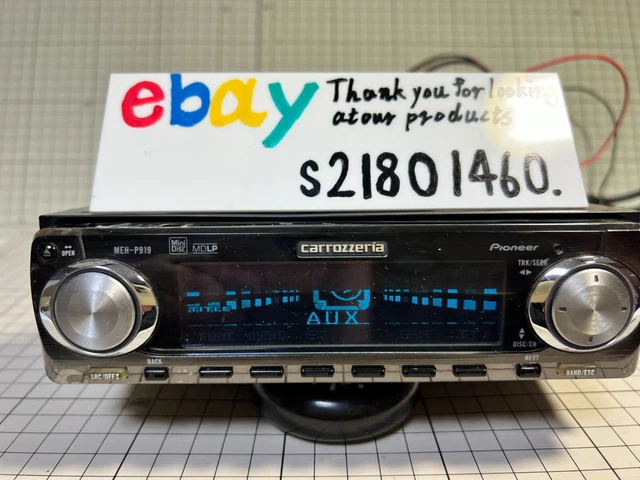 ebay Thank you for looking
at our products
s21801460.
OPEN
MEH-P919
Mini Disc MDLP
carrozzeria
Pioneer
TRK/SEEK
AUX
DISC/CH
BACK
NEXT
SRC/OFF
BAND/ESC